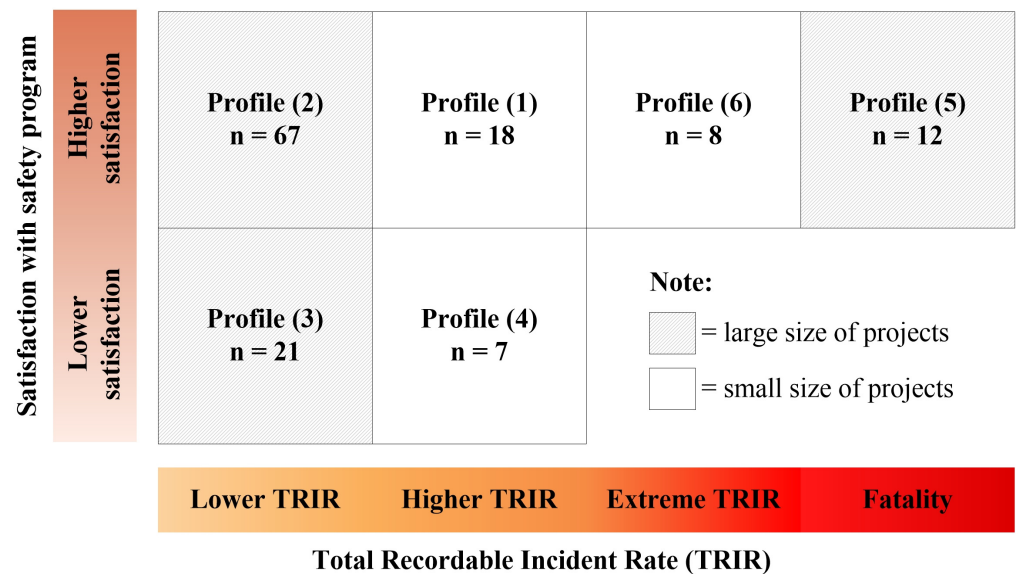 Satisfaction with safety program
Higher
satisfaction
Lower
satisfaction
Profile (2)
n = 67
Profile (1)
n = 18
Profile (6)
n = 8
Profile (5)
n = 12
Profile (3)
n = 21
Profile (4)
n = 7
Note:
= large size of projects
= small size of projects
Lower TRIR
Higher TRIR
Extreme TRIR
Fatality
Total Recordable Incident Rate (TRIR)